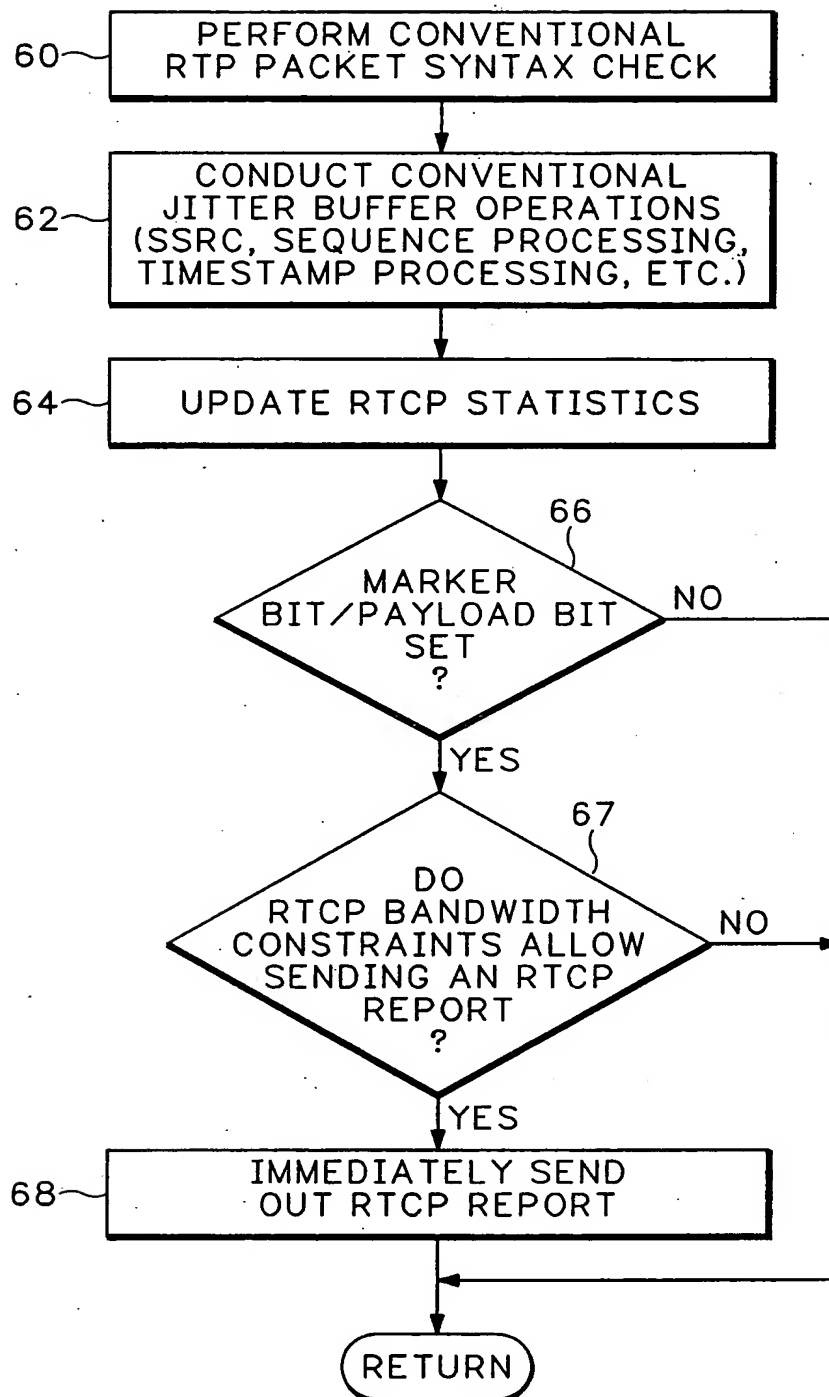 60
PERFORM CONVENTIONAL
RTP PACKET SYNTAX CHECK
62
CONDUCT CONVENTIONAL
JITTER BUFFER OPERATIONS
(SSRC, SEQUENCE PROCESSING,
TIMESTAMP PROCESSING, ETC.)
64
UPDATE RTCP STATISTICS
66
MARKER
BIT/PAYLOAD BIT
SET
?
NO
YES
67
DO
RTCP BANDWIDTH
CONSTRAINTS ALLOW
SENDING AN RTCP
REPORT
?
NO
YES
68
IMMEDIATELY SEND
OUT RTCP REPORT
RETURN